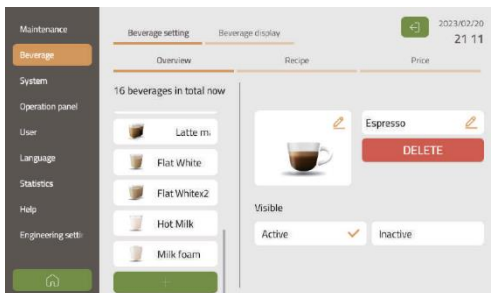 Maintenance
Beverage
System
Operation panel
User
Language
Statistics
Help
Engineering setti
Beverage setting
Beverage display
2023/02/20
21 11
Overview
Recipe
Price
16 beverages in total now
Latte m
Flat White
Flat Whitex2
Hot Milk
Milk foam
+
Espresso
DELETE
Visible
Active
Inactive